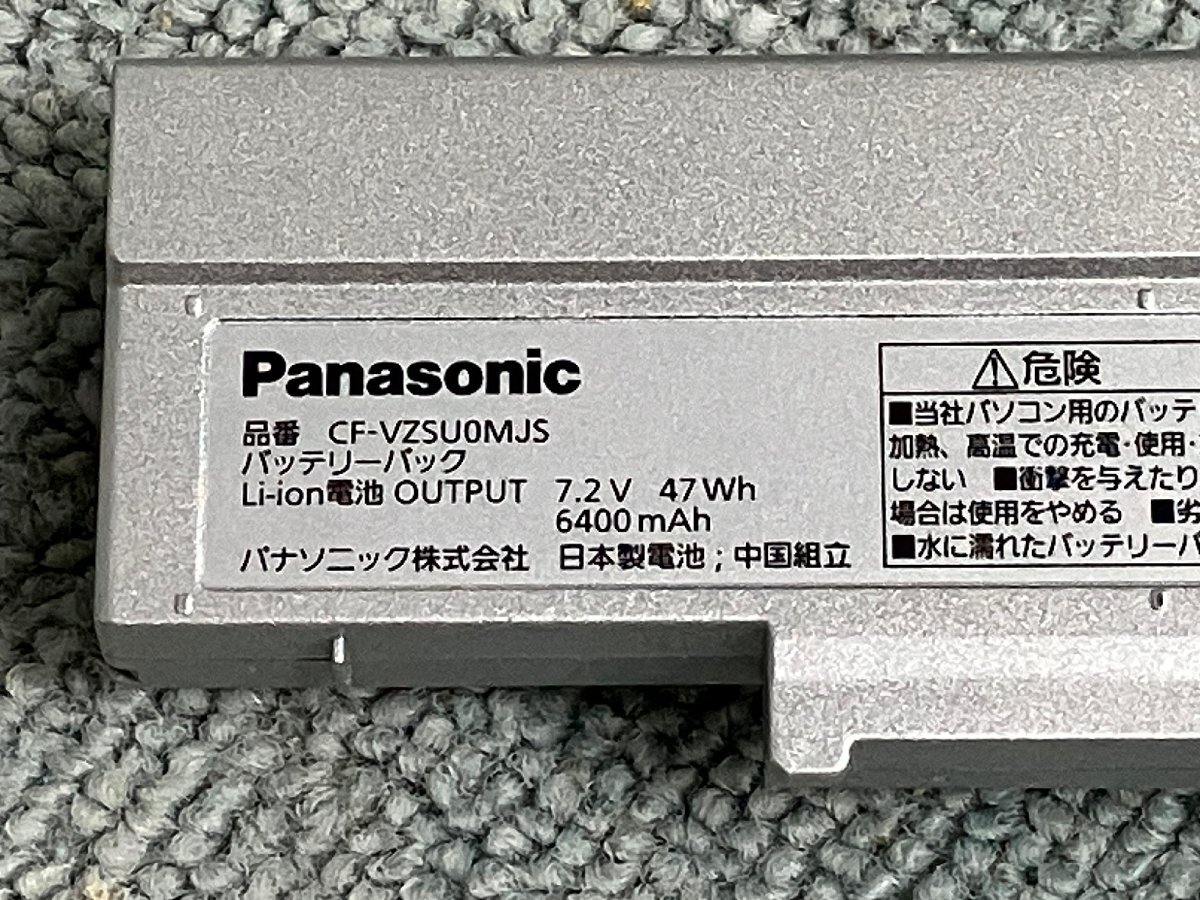 Panasonic
品番 CF-VZSU0MJS
バッテリーパック
Li-ion電池 OUTPUT 7.2 V 47 Wh
6400 mAh
パナソニック株式会社 日本製電池 ; 中国組立
⚠危険
■当社パソコン用のバッテ
加熱、高温での充電・使用・
しない ■衝撃を与えたり
場合は使用をやめる ■劣
■水に濡れたバッテリーパ